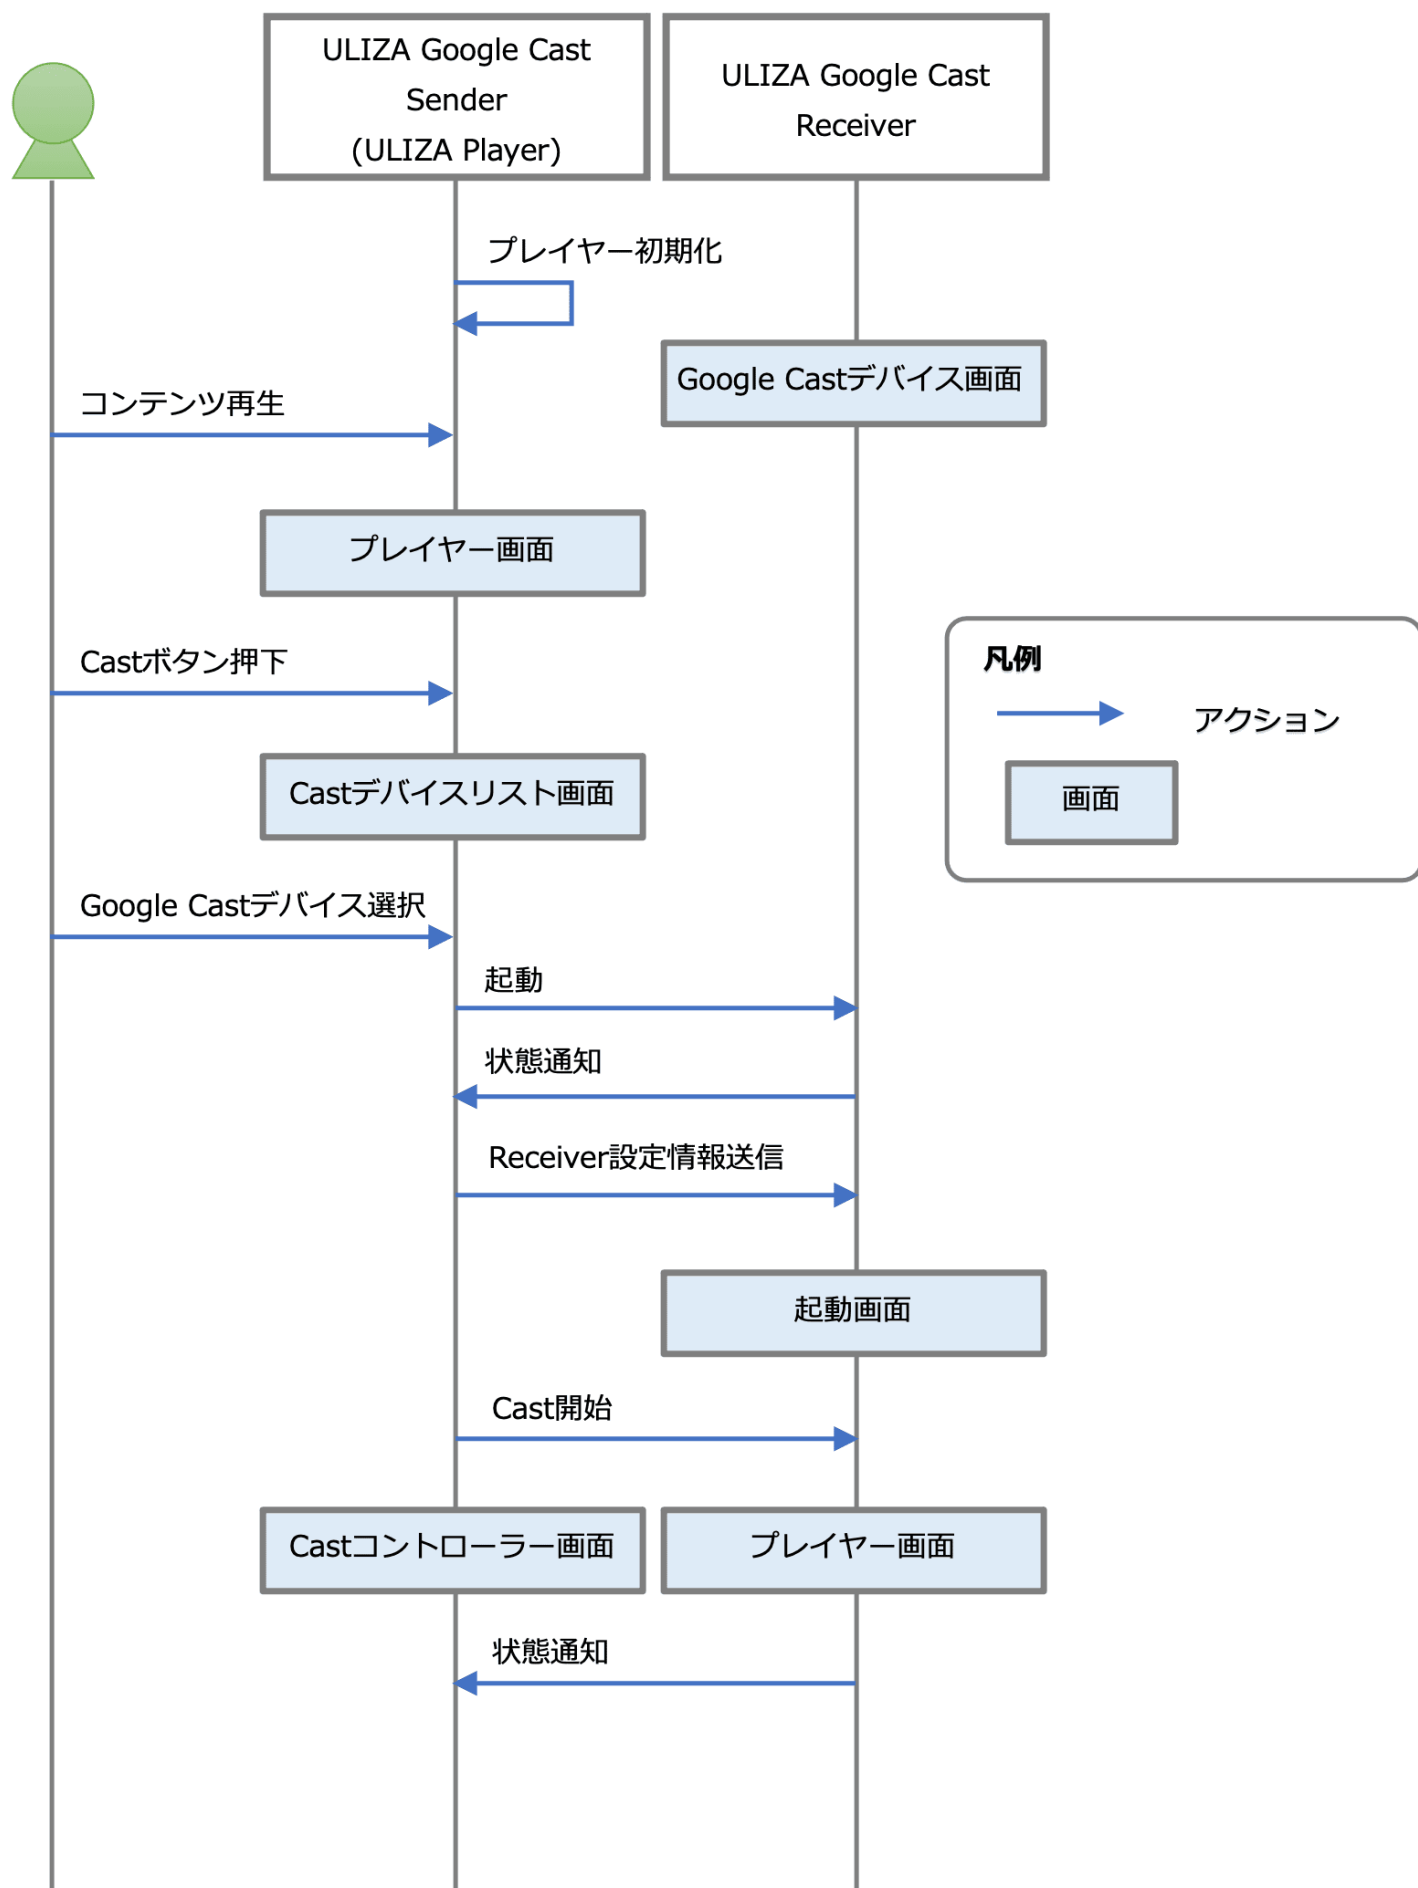 ULIZA Google Cast
Sender
(ULIZA Player)
ULIZA Google Cast
Receiver
プレイヤー初期化
Google Castデバイス画面
コンテンツ再生
プレイヤー画面
Castボタン押下
凡例
アクション
画面
Castデバイスリスト画面
Google Castデバイス選択
起動
状態通知
Receiver設定情報送信
起動画面
Cast開始
Castコントローラー画面
プレイヤー画面
状態通知